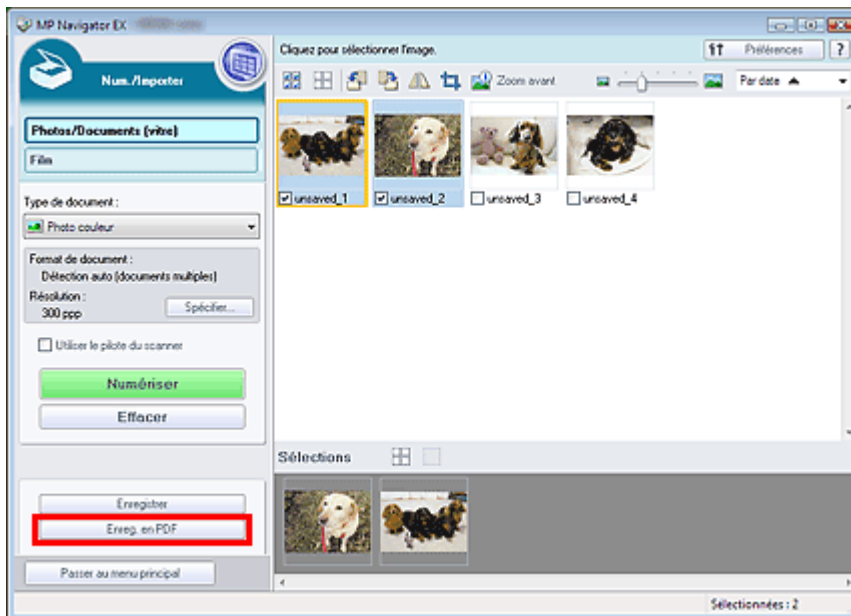 MP Navigator EX
Num./Importer
Photos/Documents (vitre)
Film
Type de document :
Photo couleur
Format de document :
Détection auto (documents multiples)
Résolution :
300 ppp
Spécifier...
Utiliser le pilote du scanner
Numériser
Effacer
Enregistrer
Enreg. en PDF
Passer au menu principal
Cliquez pour sélectionner l'image.
Préférences
?
Zoom avant
Par date
unsaved_1
unsaved_2
unsaved_3
unsaved_4
Sélections
Sélectionnées : 2